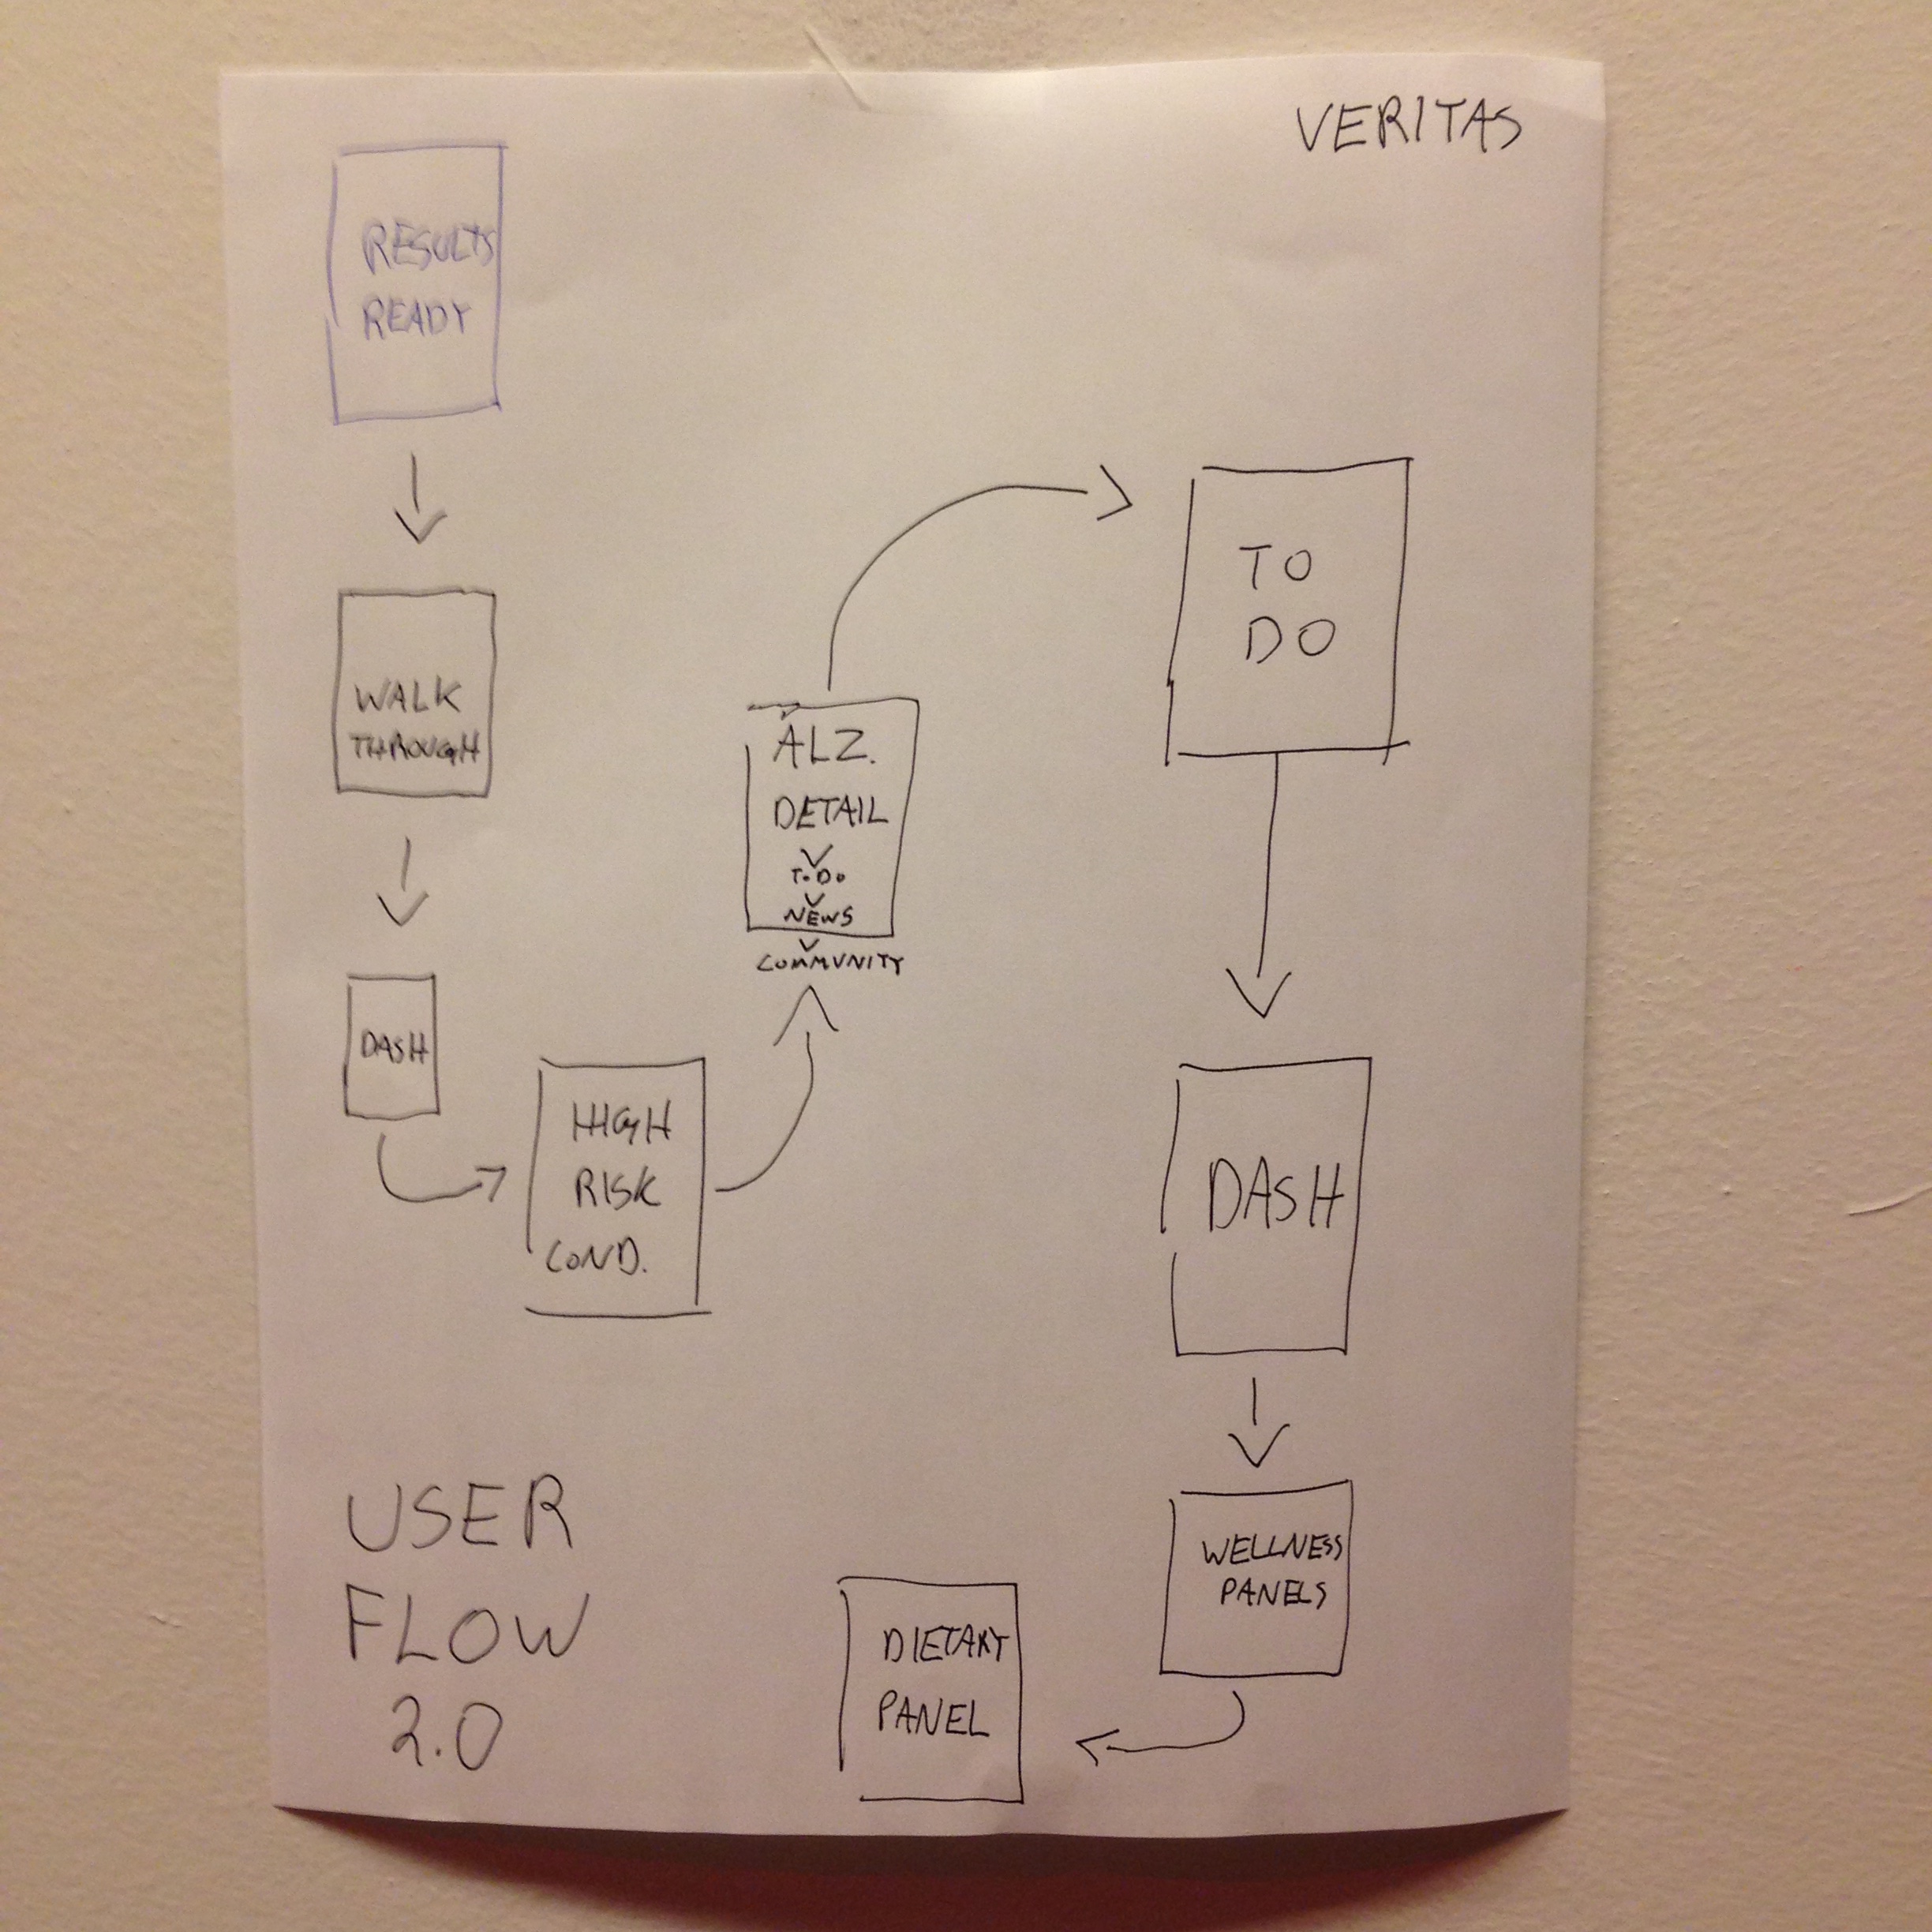 VERITAS
RESULTS
READY
WALK
THROUGH
DASH
HIGH
RISK
COND.
ALZ.
DETAIL
TO DO
NEWS
COMMUNITY
TO
DO
DASH
WELLNESS
PANELS
DIETARY
PANEL
USER
FLOW
2.0